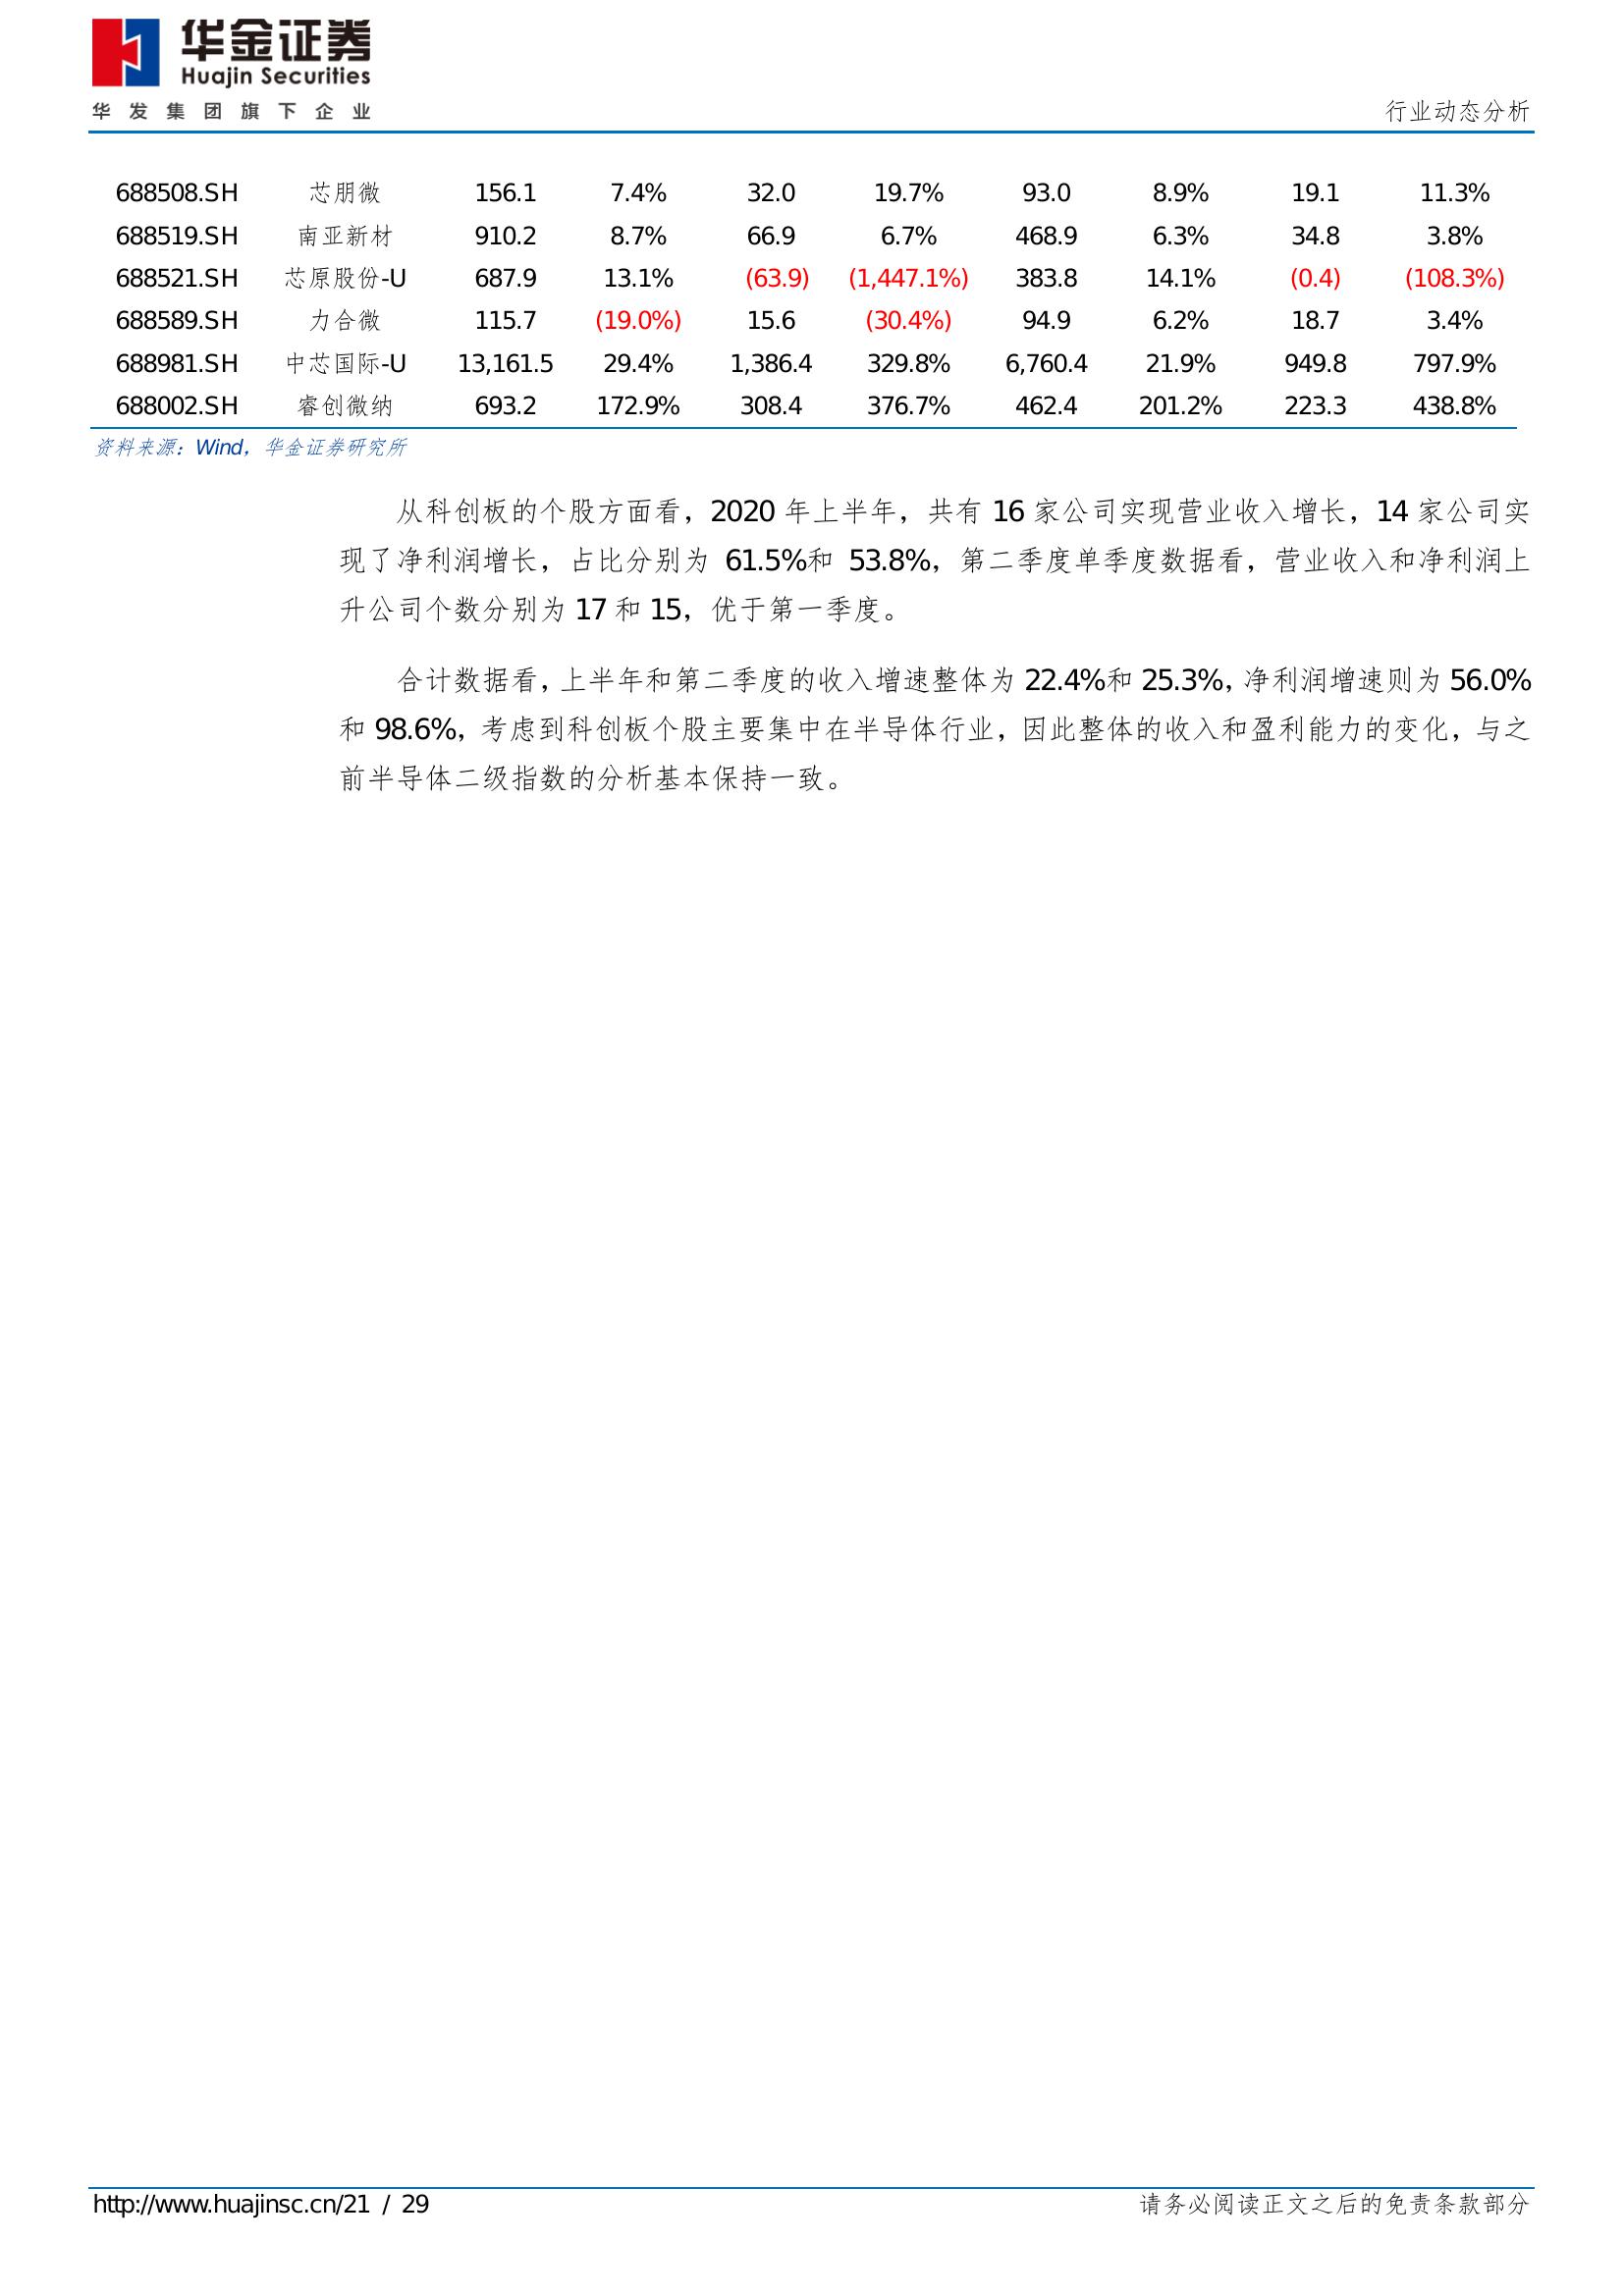 华金证券
Huajin Securities
华发集团旗下企业
行业动态分析
688508.SH 芯朋微 156.1 7.4% 32.0 19.7% 93.0 8.9% 19.1 11.3%
688519.SH 南亚新材 910.2 8.7% 66.9 6.7% 468.9 6.3% 34.8 3.8%
688521.SH 芯原股份-U 687.9 13.1% (63.9) (1,447.1%) 383.8 14.1% (0.4) (108.3%)
688589.SH 力合微 115.7 (19.0%) 15.6 (30.4%) 94.9 6.2% 18.7 3.4%
688981.SH 中芯国际-U 13,161.5 29.4% 1,386.4 329.8% 6,760.4 21.9% 949.8 797.9%
688002.SH 睿创微纳 693.2 172.9% 308.4 376.7% 462.4 201.2% 223.3 438.8%
资料来源：Wind，华金证券研究所
从科创板的个股方面看，2020 年上半年，共有 16 家公司实现营业收入增长，14 家公司实
现了净利润增长，占比分别为 61.5%和 53.8%，第二季度单季度数据看，营业收入和净利润上
升公司个数分别为 17 和 15，优于第一季度。
合计数据看，上半年和第二季度的收入增速整体为 22.4%和 25.3%，净利润增速则为 56.0%
和 98.6%，考虑到科创板个股主要集中在半导体行业，因此整体的收入和盈利能力的变化，与之
前半导体二级指数的分析基本保持一致。
http://www.huajinsc.cn/21 / 29
请务必阅读正文之后的免责条款部分